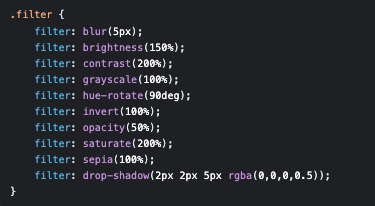 .filter {
    filter: blur(5px);
    filter: brightness(150%);
    filter: contrast(200%);
    filter: grayscale(100%);
    filter: hue-rotate(90deg);
    filter: invert(100%);
    filter: opacity(50%);
    filter: saturate(200%);
    filter: sepia(100%);
    filter: drop-shadow(2px 2px 5px rgba(0,0,0,0.5));
}